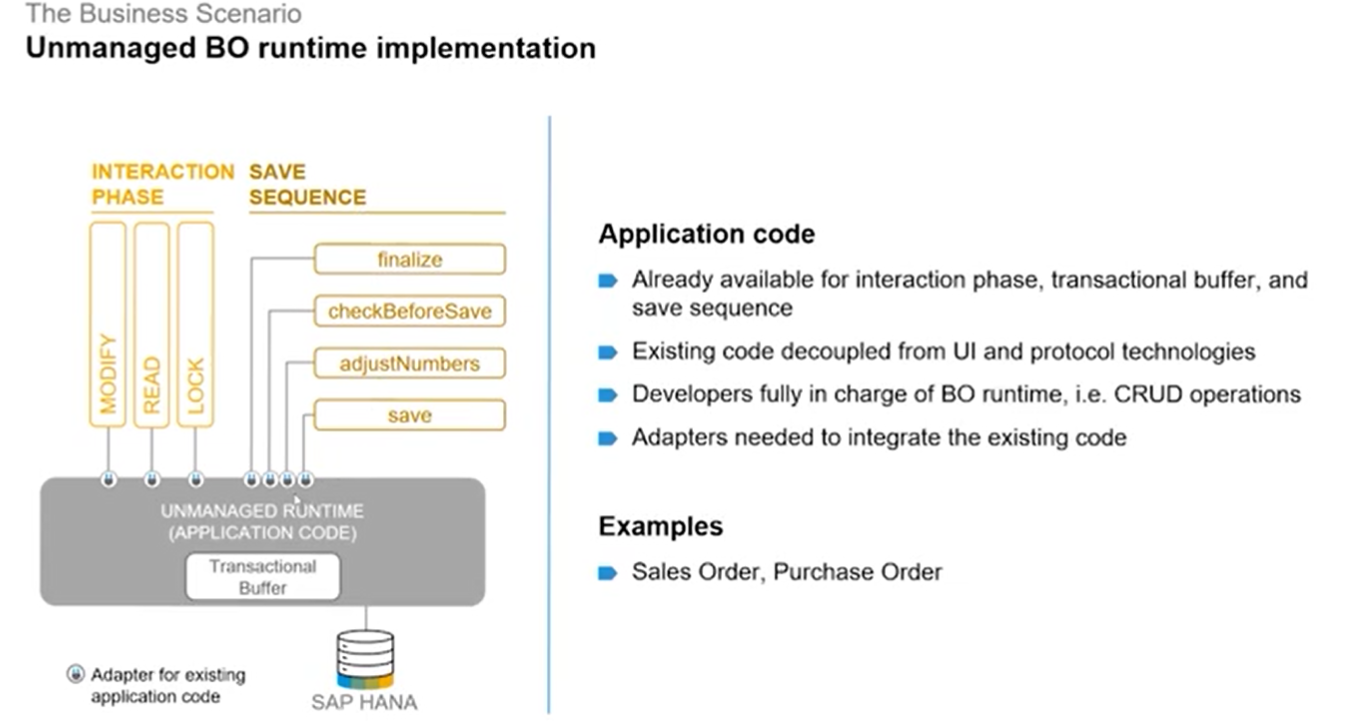 The Business Scenario
Unmanaged BO runtime implementation
INTERACTION
PHASE
SAVE
SEQUENCE
MODIFY
READ
LOCK
finalize
checkBeforeSave
adjustNumbers
save
UNMANAGED RUNTIME
(APPLICATION CODE)
Transactional
Buffer
Adapter for existing
application code
SAP HANA
Application code
Already available for interaction phase, transactional buffer, and
save sequence
Existing code decoupled from UI and protocol technologies
Developers fully in charge of BO runtime, i.e. CRUD operations
Adapters needed to integrate the existing code
Examples
Sales Order, Purchase Order